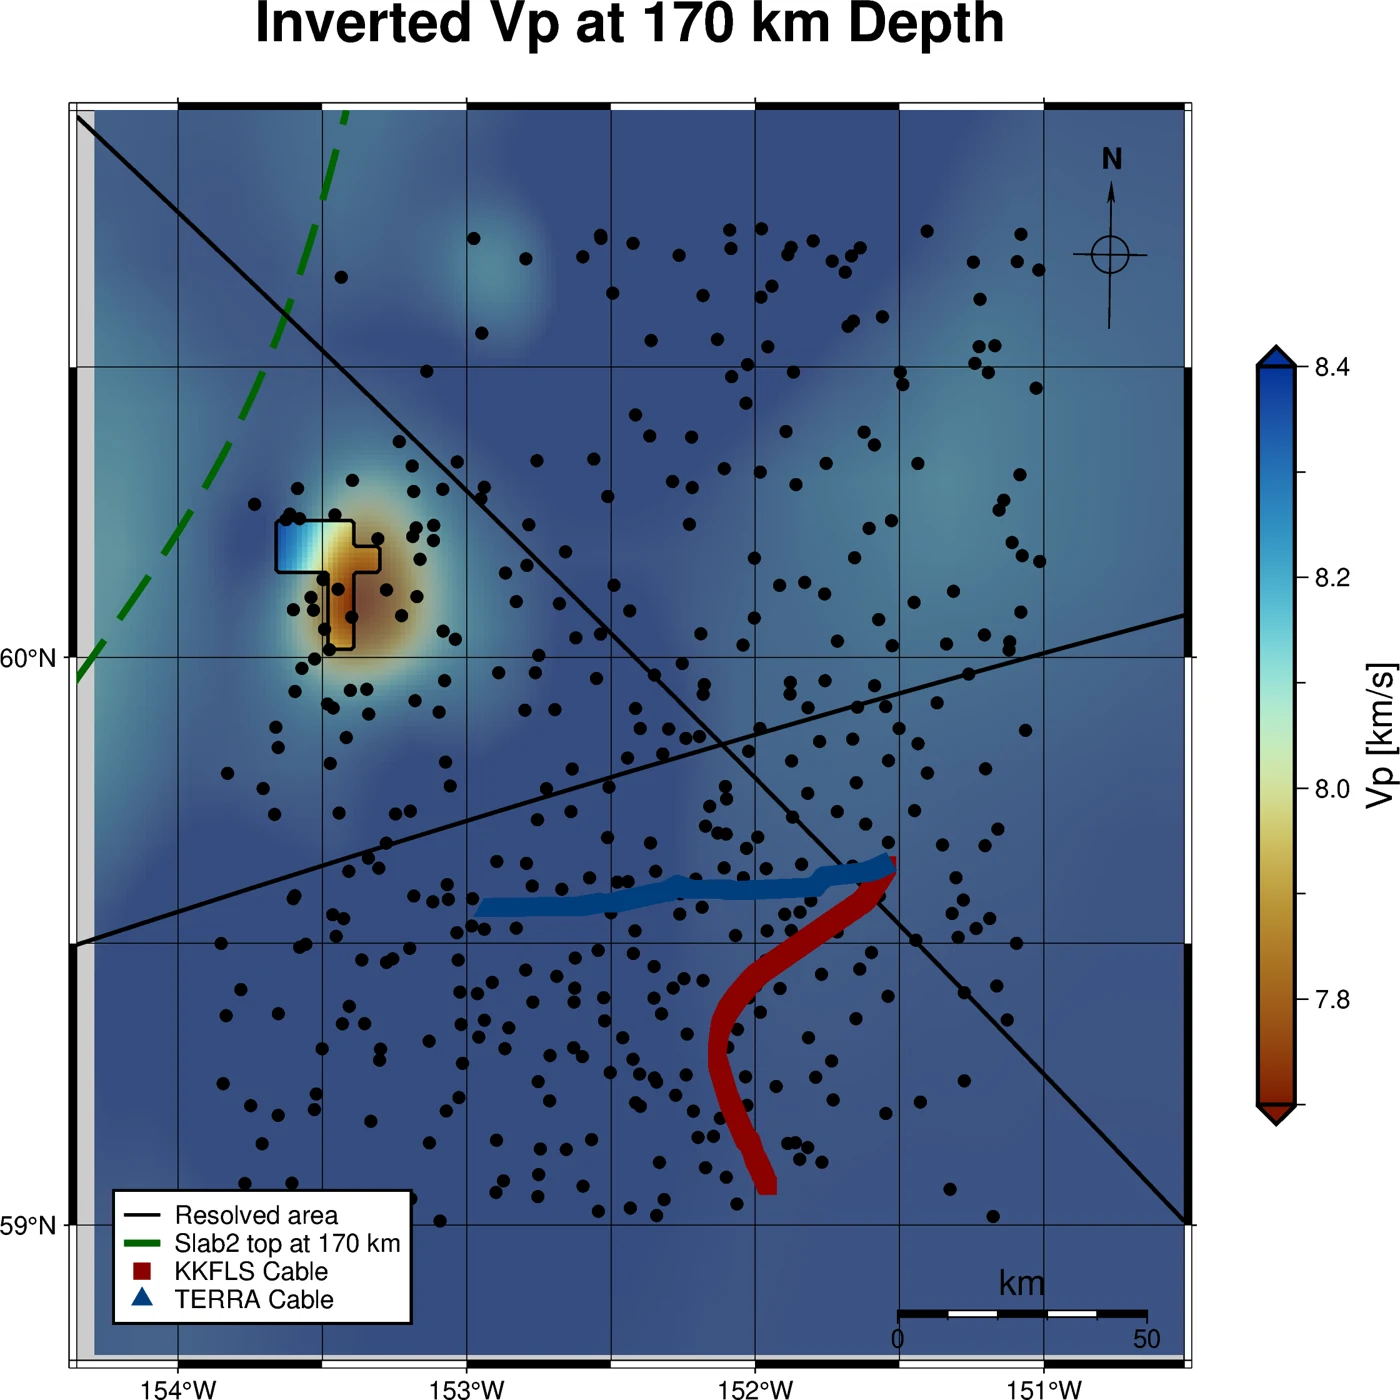 Inverted Vp at 170 km Depth
N
8.4
8.2
8.0
7.8
Vp [km/s]
60°N
59°N
Resolved area
Slab2 top at 170 km
KKFLS Cable
TERRA Cable
km
0 50
154°W 153°W 152°W 151°W